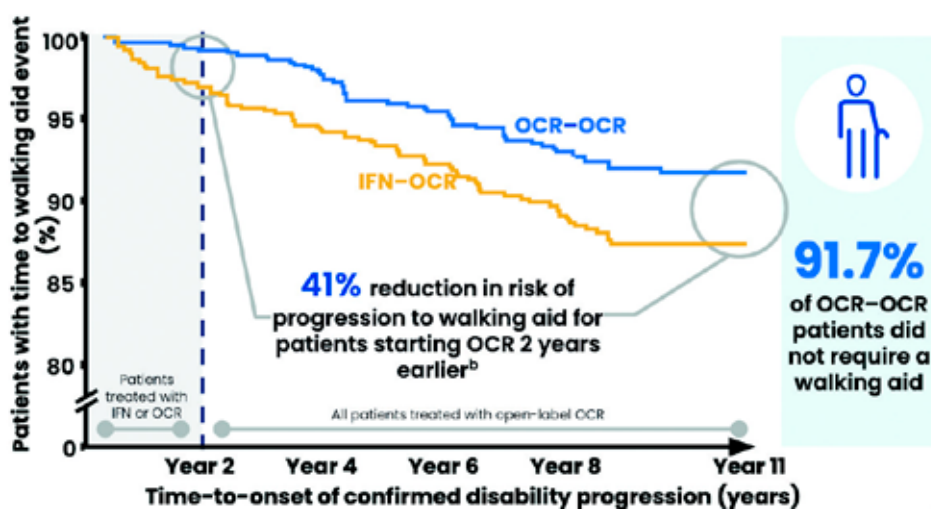 Patients with time to walking aid event
(%)
100
95
90
85
80
0
OCR–OCR
IFN–OCR
41% reduction in risk of
progression to walking aid for
patients starting OCR 2 years
earlierᵇ
Patients
treated with
IFN or OCR
All patients treated with open-label OCR
Year 2
Year 4
Year 6
Year 8
Year 11
Time-to-onset of confirmed disability progression (years)
91.7%
of OCR–OCR
patients did
not require a
walking aid